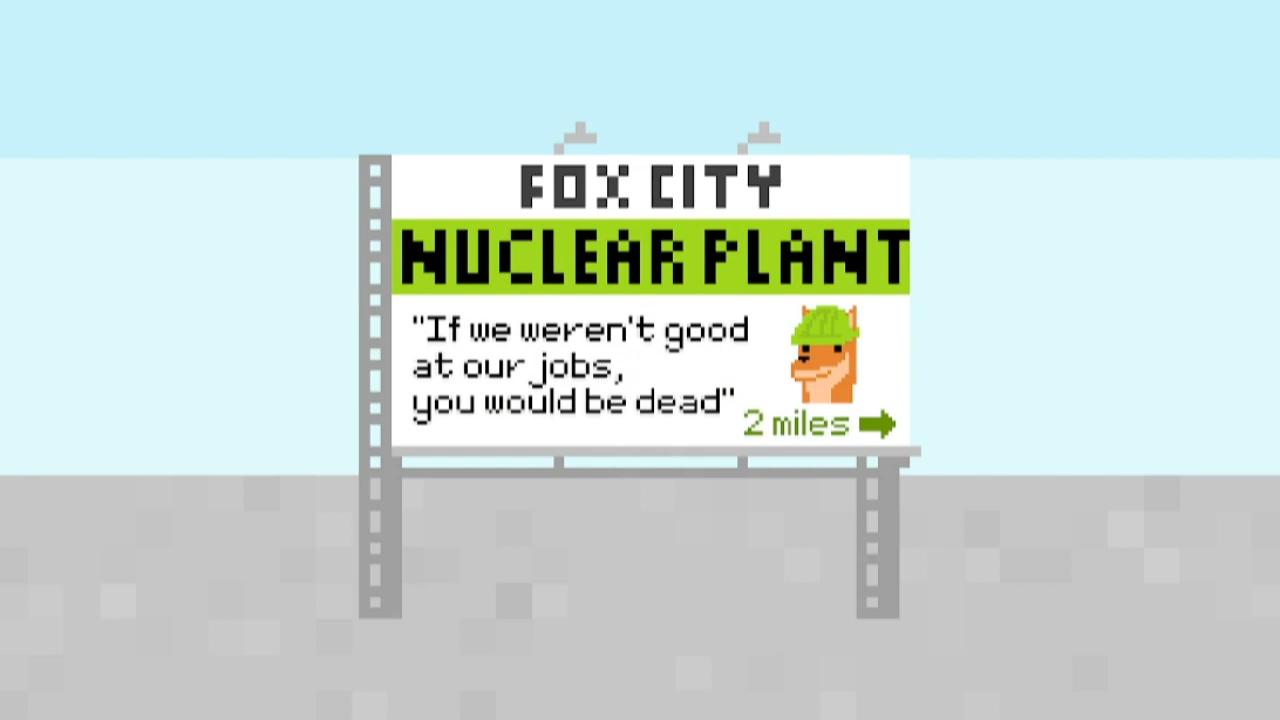 FOX CITY
NUCLEAR PLANT
"If we weren't good
at our jobs,
you would be dead"
2 miles